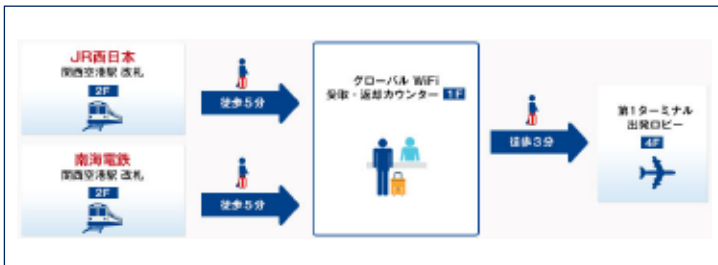 JR西日本
関西空港駅 改札
2F
徒歩5分
南海電鉄
関西空港駅 改札
2F
徒歩5分
グローバル WiFi
受取・返却カウンター 1F
徒歩3分
第1ターミナル
出発ロビー
4F